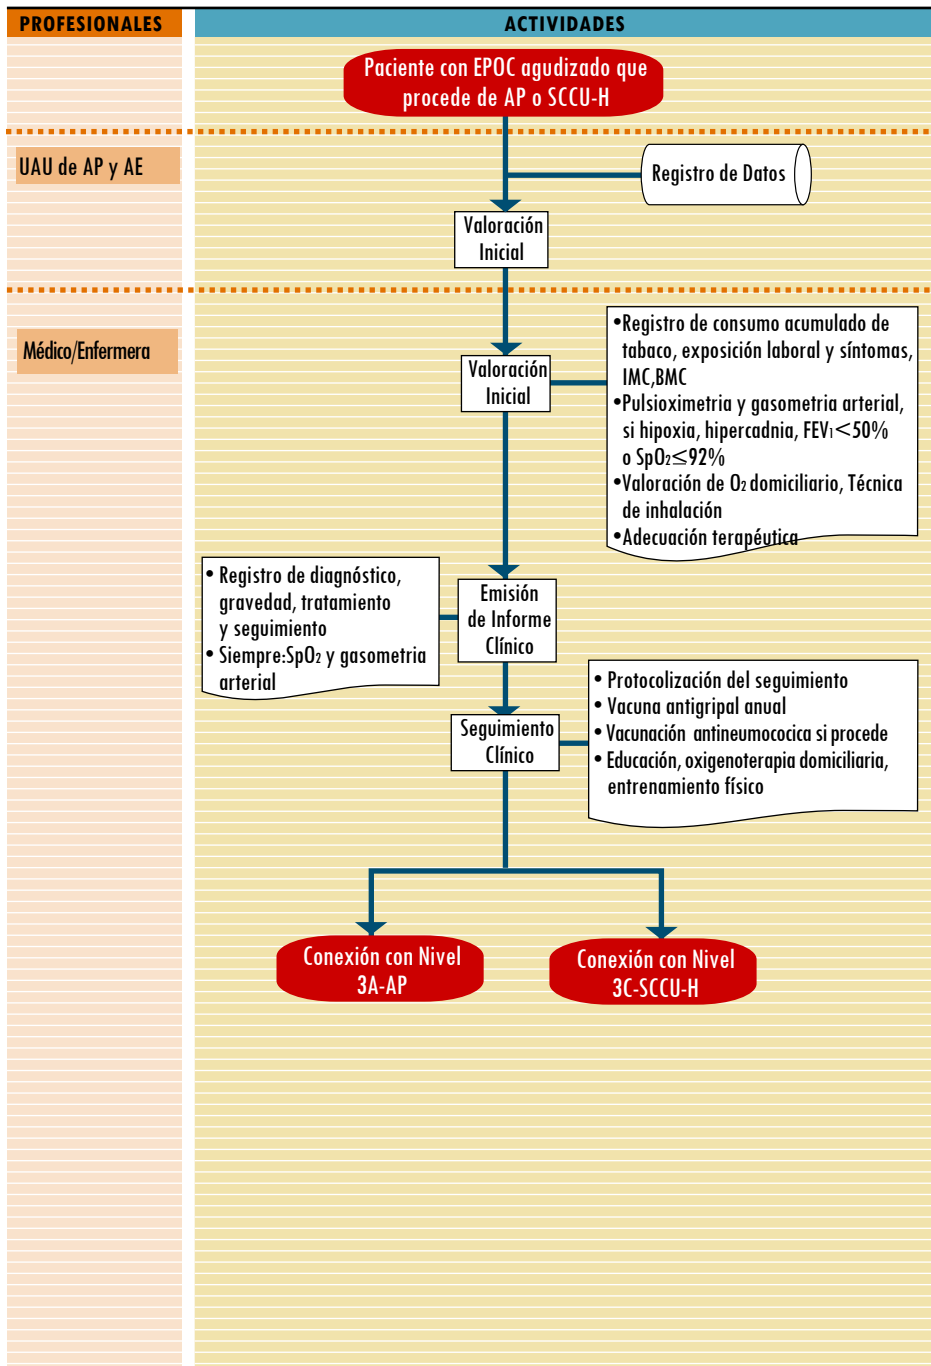 PROFESIONALES
ACTIVIDADES
Paciente con EPOC agudizado que
procede de AP o SCCU-H
UAU de AP y AE
Registro de Datos
Valoración
Inicial
Médico/Enfermera
Valoración
Inicial
•Registro de consumo acumulado de
tabaco, exposición laboral y síntomas,
IMC,BMC
•Pulsioximetria y gasometria arterial,
si hipoxia, hipercadnia, FEV₁<50%
o SpO₂≤92%
•Valoración de O₂ domiciliario, Técnica
de inhalación
•Adecuación terapéutica
• Registro de diagnóstico,
gravedad, tratamiento
y seguimiento
• Siempre:SpO₂ y gasometria
arterial
Emisión
de Informe
Clínico
Seguimiento
Clínico
• Protocolización del seguimiento
• Vacuna antigripal anual
• Vacunación antineumococica si procede
• Educación, oxigenoterapia domiciliaria,
entrenamiento físico
Conexión con Nivel
3A-AP
Conexión con Nivel
3C-SCCU-H